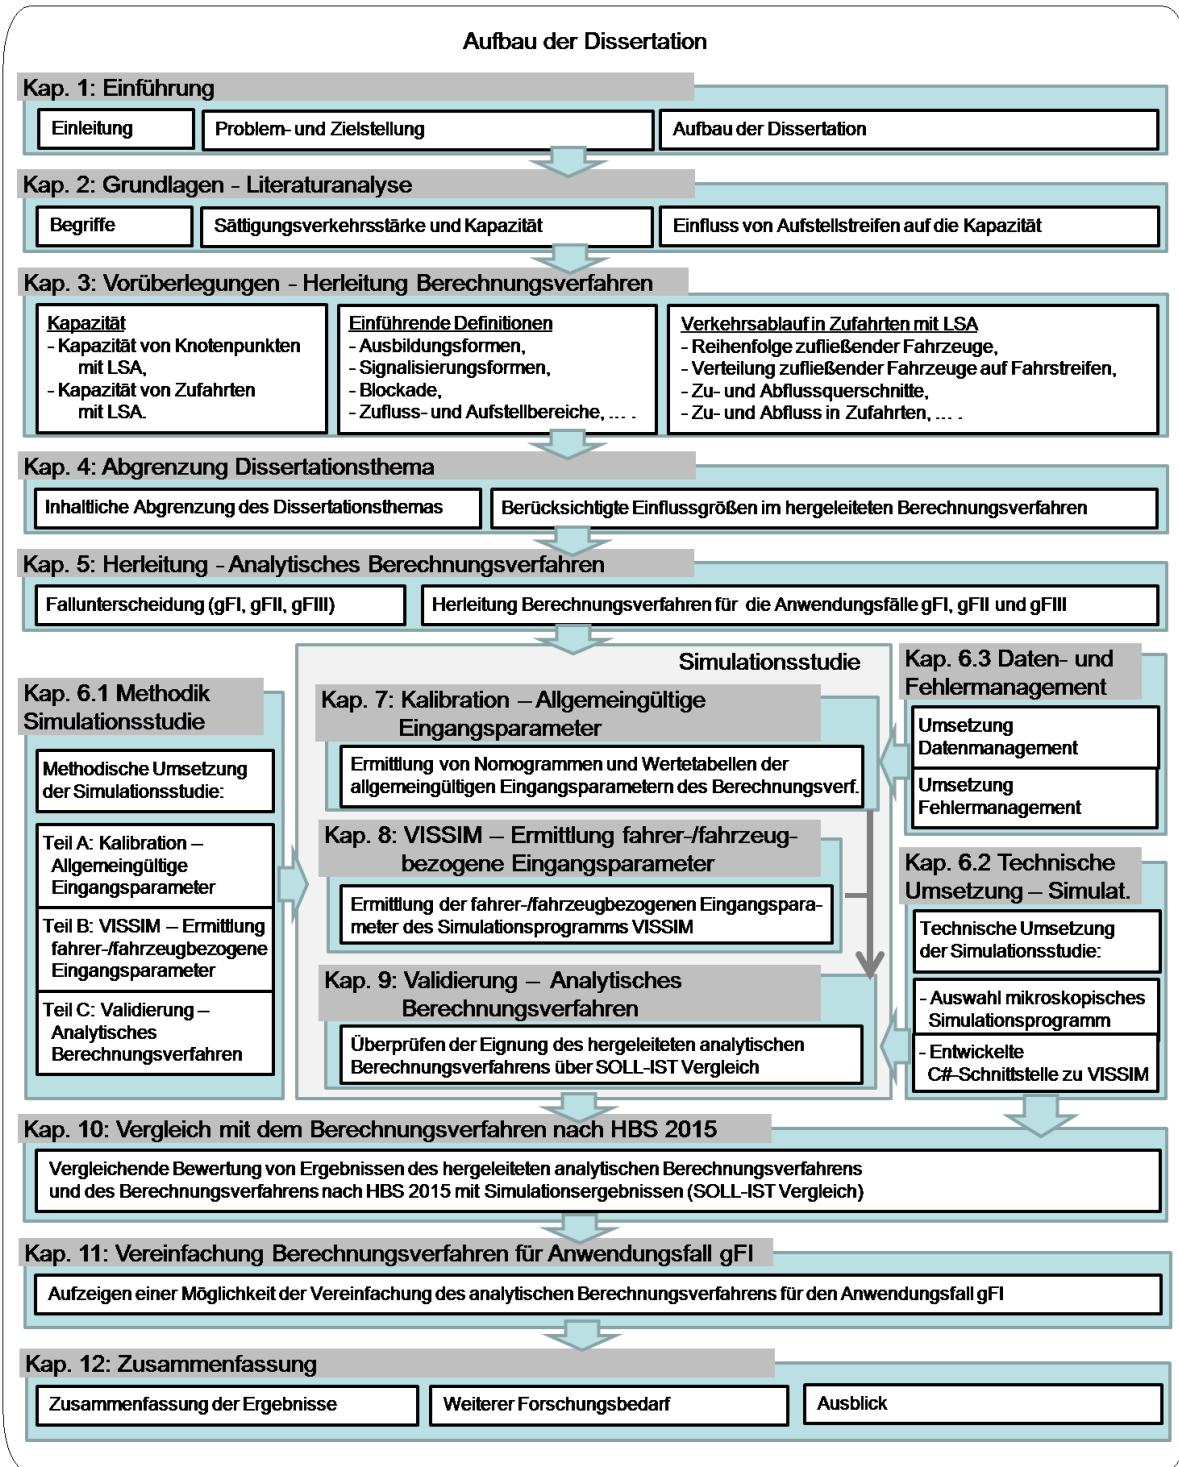 Aufbau der Dissertation
Kap. 1: Einführung
Einleitung
Problem- und Zielstellung
Aufbau der Dissertation
Kap. 2: Grundlagen - Literaturanalyse
Begriffe
Sättigungsverkehrsstärke und Kapazität
Einfluss von Aufstellstreifen auf die Kapazität
Kap. 3: Vorüberlegungen - Herleitung Berechnungsverfahren
Kapazität
- Kapazität von Knotenpunkten
mit LSA,
- Kapazität von Zufahrten
mit LSA.
Einführende Definitionen
- Ausbildungsformen,
- Signalisierungsformen,
- Blockade,
- Zufluss- und Aufstellbereiche, ... .
Verkehrsablauf in Zufahrten mit LSA
- Reihenfolge zufließender Fahrzeuge,
- Verteilung zufließender Fahrzeuge auf Fahrstreifen,
- Zu- und Abflussquerschnitte,
- Zu- und Abfluss in Zufahrten, ... .
Kap. 4: Abgrenzung Dissertationsthema
Inhaltliche Abgrenzung des Dissertationsthemas
Berücksichtigte Einflussgrößen im hergeleiteten Berechnungsverfahren
Kap. 5: Herleitung - Analytisches Berechnungsverfahren
Fallunterscheidung (gFI, gFII, gFIII)
Herleitung Berechnungsverfahren für die Anwendungsfälle gFI, gFII und gFIII
Simulationsstudie
Kap. 6.1 Methodik
Simulationsstudie
Methodische Umsetzung
der Simulationsstudie:
Teil A: Kalibration –
Allgemeingültige
Eingangsparameter
Teil B: VISSIM – Ermittlung
fahrer-/fahrzeugbezogene
Eingangsparameter
Teil C: Validierung –
Analytisches
Berechnungsverfahren
Kap. 7: Kalibration – Allgemeingültige
Eingangsparameter
Ermittlung von Nomogrammen und Wertetabellen der
allgemeingültigen Eingangsparametern des Berechnungsverf.
Kap. 8: VISSIM – Ermittlung fahrer-/fahrzeug-
bezogene Eingangsparameter
Ermittlung der fahrer-/fahrzeugbezogenen Eingangspara-
meter des Simulationsprogramms VISSIM
Kap. 9: Validierung – Analytisches
Berechnungsverfahren
Überprüfen der Eignung des hergeleiteten analytischen
Berechnungsverfahrens über SOLL-IST Vergleich
Kap. 6.3 Daten- und
Fehlermanagement
Umsetzung
Datenmanagement
Umsetzung
Fehlermanagement
Kap. 6.2 Technische
Umsetzung – Simulat.
Technische Umsetzung
der Simulationsstudie:
- Auswahl mikroskopisches
Simulationsprogramm
- Entwickelte
C#-Schnittstelle zu VISSIM
Kap. 10: Vergleich mit dem Berechnungsverfahren nach HBS 2015
Vergleichende Bewertung von Ergebnissen des hergeleiteten analytischen Berechnungsverfahrens
und des Berechnungsverfahrens nach HBS 2015 mit Simulationsergebnissen (SOLL-IST Vergleich)
Kap. 11: Vereinfachung Berechnungsverfahren für Anwendungsfall gFI
Aufzeigen einer Möglichkeit der Vereinfachung des analytischen Berechnungsverfahrens für den Anwendungsfall gFI
Kap. 12: Zusammenfassung
Zusammenfassung der Ergebnisse
Weiterer Forschungsbedarf
Ausblick